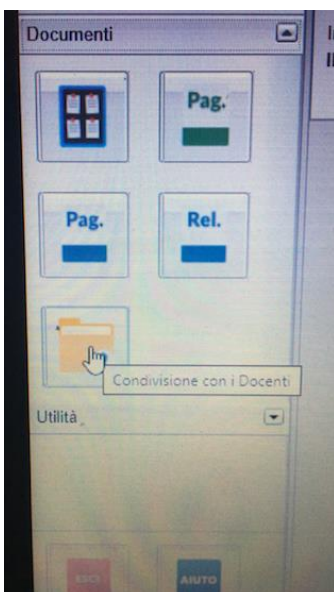 Documenti
Pag.
Pag.
Rel.
Condivisione con i Docenti
Utilità
ESCI
AIUTO